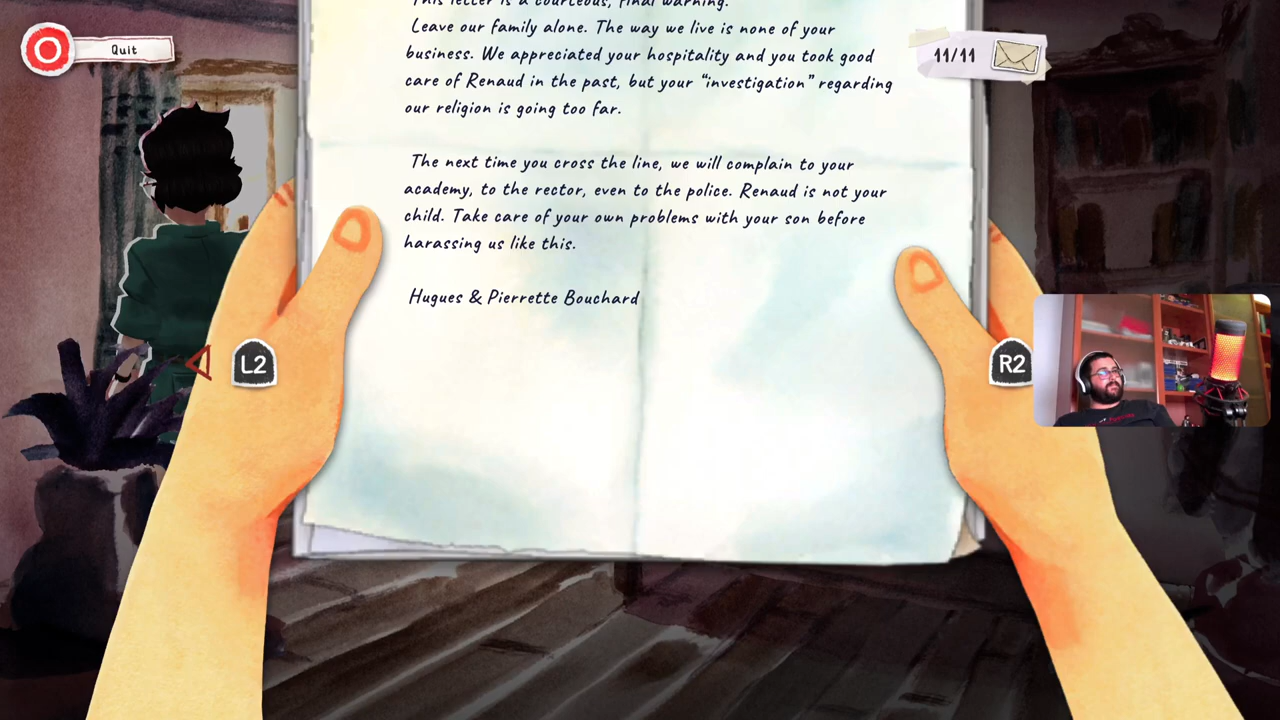 This letter is a courteous, final warning.
Quit
Leave our family alone. The way we live is none of your
business. We appreciated your hospitality and you took good
11/11
care of Renaud in the past, but your “investigation” regarding
our religion is going too far.
The next time you cross the line, we will complain to your
academy, to the rector, even to the police. Renaud is not your
child. Take care of your own problems with your son before
harassing us like this.
Hugues & Pierrette Bouchard
L2
R2